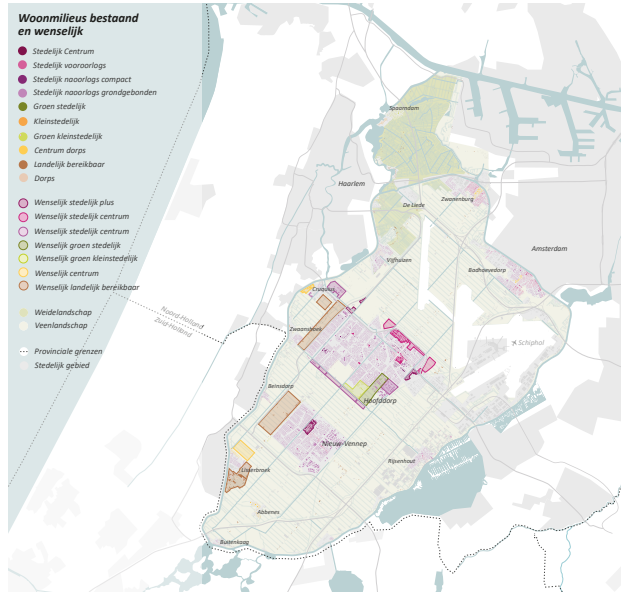 Woonmilieus bestaand
en wenselijk
Stedelijk Centrum
Stedelijk vooroorlogs
Stedelijk naoorlogs compact
Stedelijk naoorlogs grondgebonden
Groen stedelijk
Kleinstedelijk
Groen kleinstedelijk
Centrum dorps
Landelijk bereikbaar
Dorps
Wenselijk stedelijk plus
Wenselijk stedelijk centrum
Wenselijk stedelijk centrum
Wenselijk groen stedelijk
Wenselijk groen kleinstedelijk
Wenselijk centrum
Wenselijk landelijk bereikbaar
Weidelandschap
Veenlandschap
Provinciale grenzen
Stedelijk gebied
Spaarndam
Haarlem
Zwanenburg
De Liede
Amsterdam
Vijfhuizen
Badhoevedorp
Cruquius
Noord-Holland
Zuid-Holland
Zwaanshoek
Schiphol
Beinsdorp
Hoofddorp
Nieuw-Vennep
Rijsenhout
Lisserbroek
Abbenes
Buitenkaag